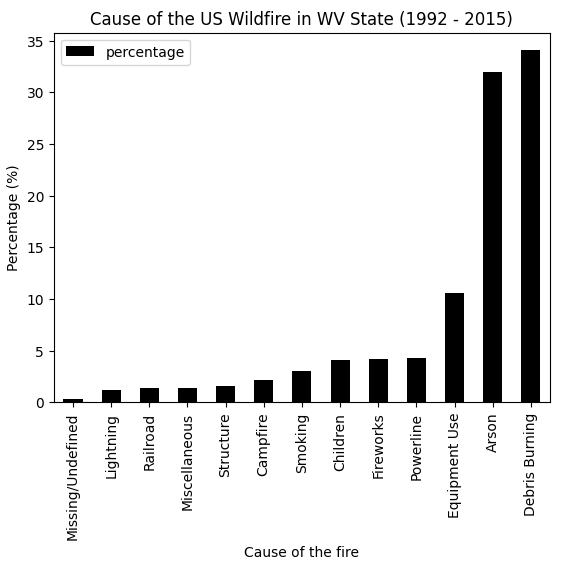 Cause of the US Wildfire in WV State (1992 - 2015)
percentage
35
30
25
20
15
10
5
0
Percentage (%)
Missing/Undefined
Lightning
Railroad
Miscellaneous
Structure
Campfire
Smoking
Children
Fireworks
Powerline
Equipment Use
Arson
Debris Burning
Cause of the fire